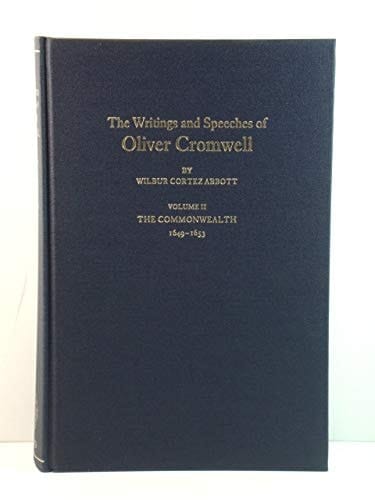 The Writings and Speeches of
Oliver Cromwell
BY
WILBUR CORTEZ ABBOTT
VOLUME II
THE COMMONWEALTH
1649–1653